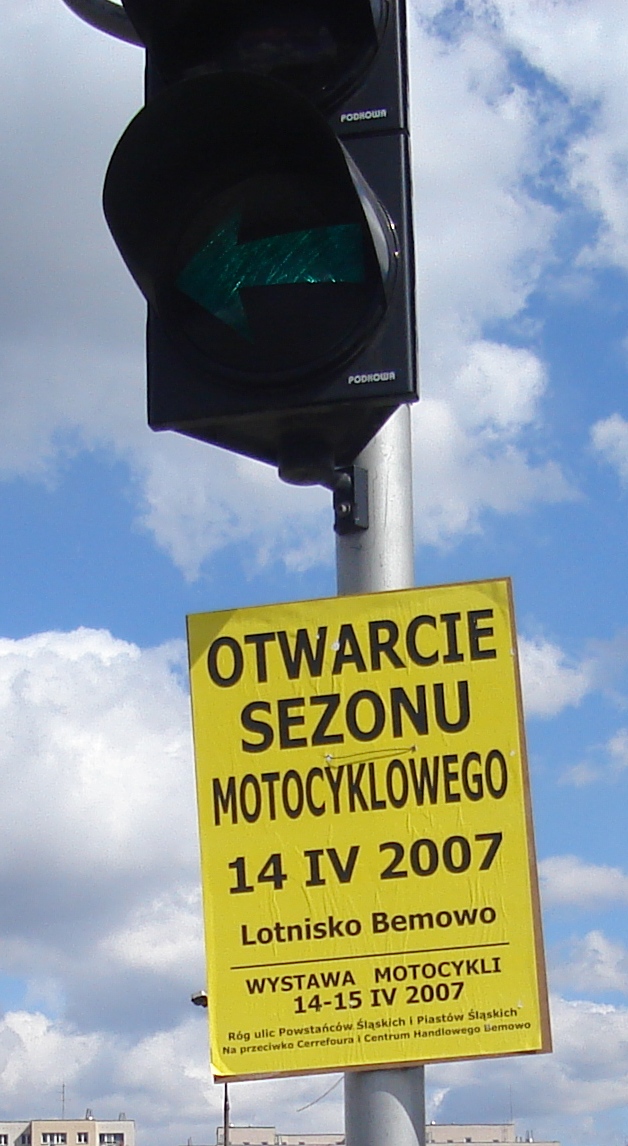 PODKOWA
PODKOWA
OTWARCIE
SEZONU
MOTOCYKLOWEGO
14 IV 2007
Lotnisko Bemowo
WYSTAWA MOTOCYKLI
14-15 IV 2007
Róg ulic Powstańców Śląskich i Piastów Śląskich
Na przeciwko Cerrefoura i Centrum Handlowego Bemowo